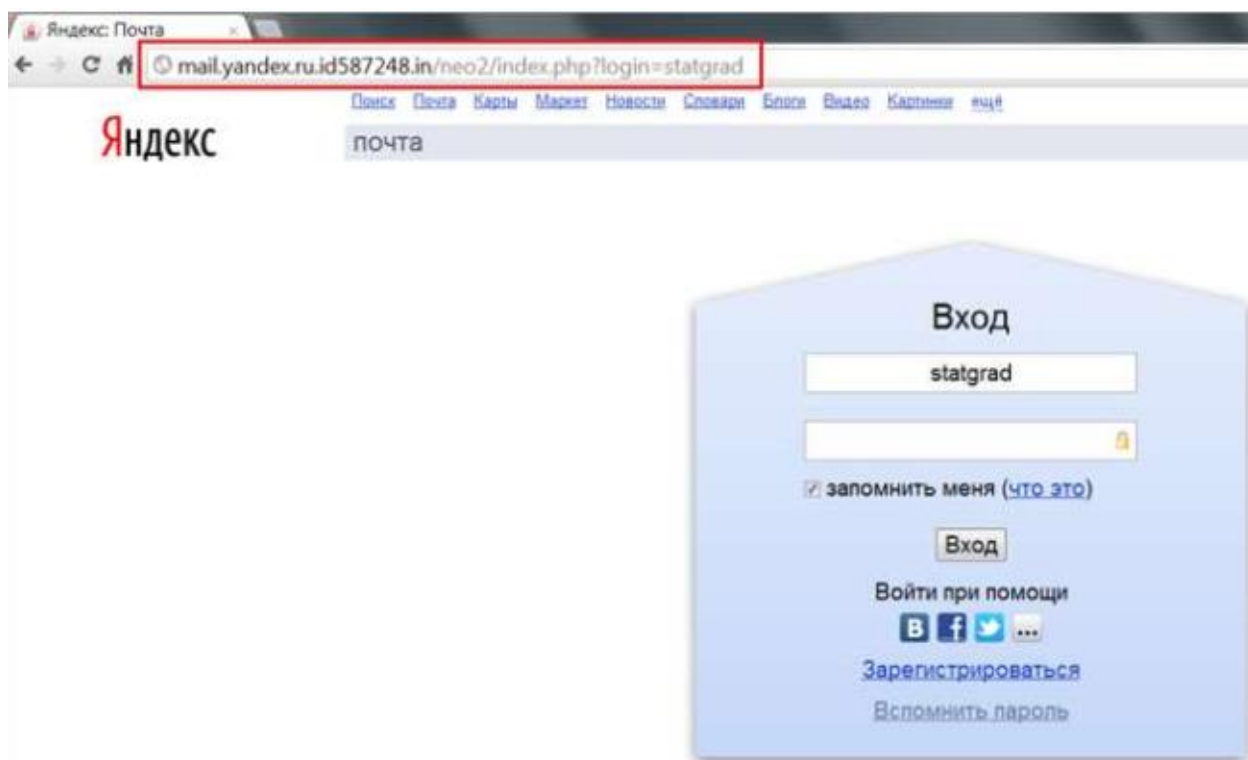 Яндекс: Почта
mail.yandex.ru.id587248.in/neo2/index.php?login=statgrad
Поиск Почта Карты Маркет Новости Словари Блоги Видео Картинки ещё
Яндекс
почта
Вход
statgrad
запомнить меня (что это)
Вход
Войти при помощи
В f ...
Зарегистрироваться
Вспомнить пароль